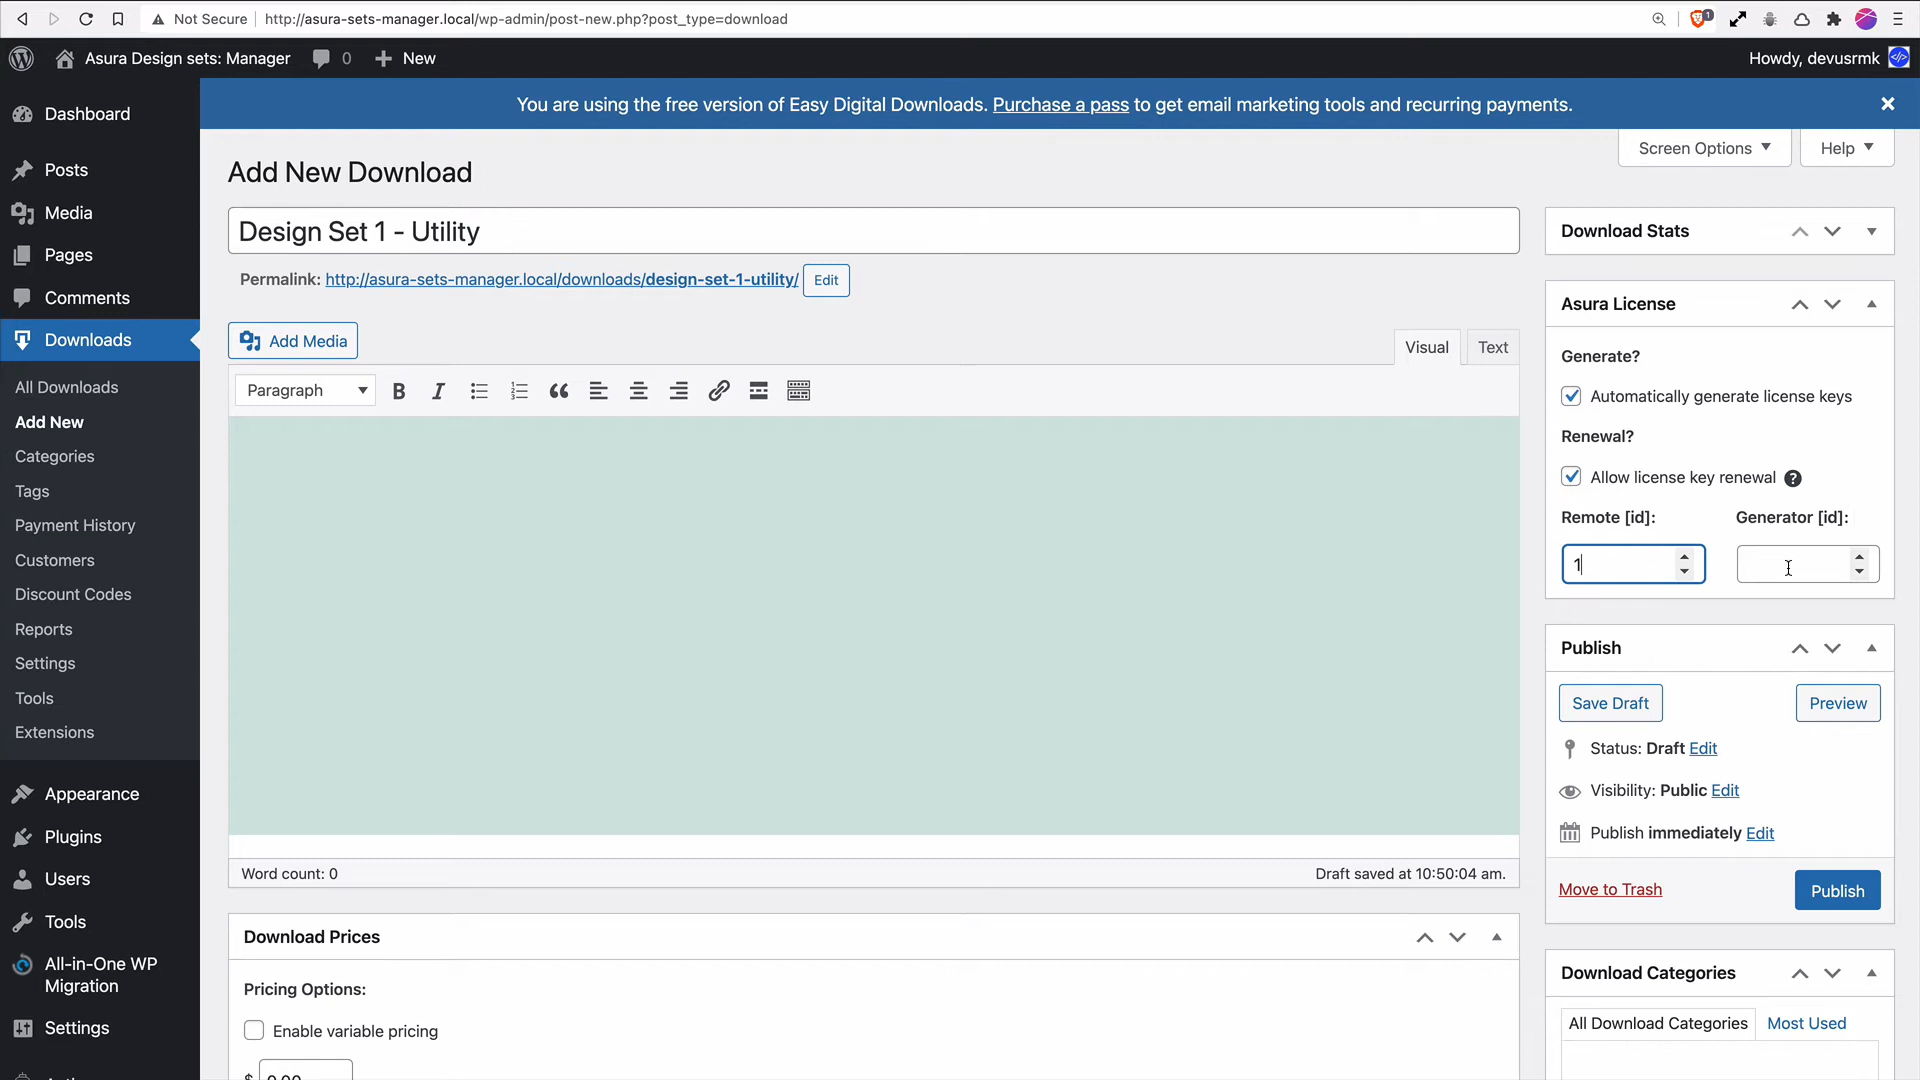 Not Secure http://asura-sets-manager.local/wp-admin/post-new.php?post_type=download
1
Asura Design sets: Manager 0 New
Howdy, devusrmk
You are using the free version of Easy Digital Downloads. Purchase a pass to get email marketing tools and recurring payments.
Dashboard
Posts
Media
Pages
Comments
Downloads
All Downloads
Add New
Categories
Tags
Payment History
Customers
Discount Codes
Reports
Settings
Tools
Extensions
Appearance
Plugins
Users
Tools
All-in-One WP
Migration
Settings
Screen Options Help
Add New Download
Design Set 1 - Utility
Permalink: http://asura-sets-manager.local/downloads/design-set-1-utility/ Edit
Add Media
Visual Text
Paragraph B I
Word count: 0 Draft saved at 10:50:04 am.
Download Prices
Pricing Options:
Enable variable pricing
$ 0.00
Download Stats
Asura License
Generate?
Automatically generate license keys
Renewal?
Allow license key renewal ?
Remote [id]: Generator [id]:
1
Publish
Save Draft Preview
Status: Draft Edit
Visibility: Public Edit
Publish immediately Edit
Move to Trash Publish
Download Categories
All Download Categories Most Used